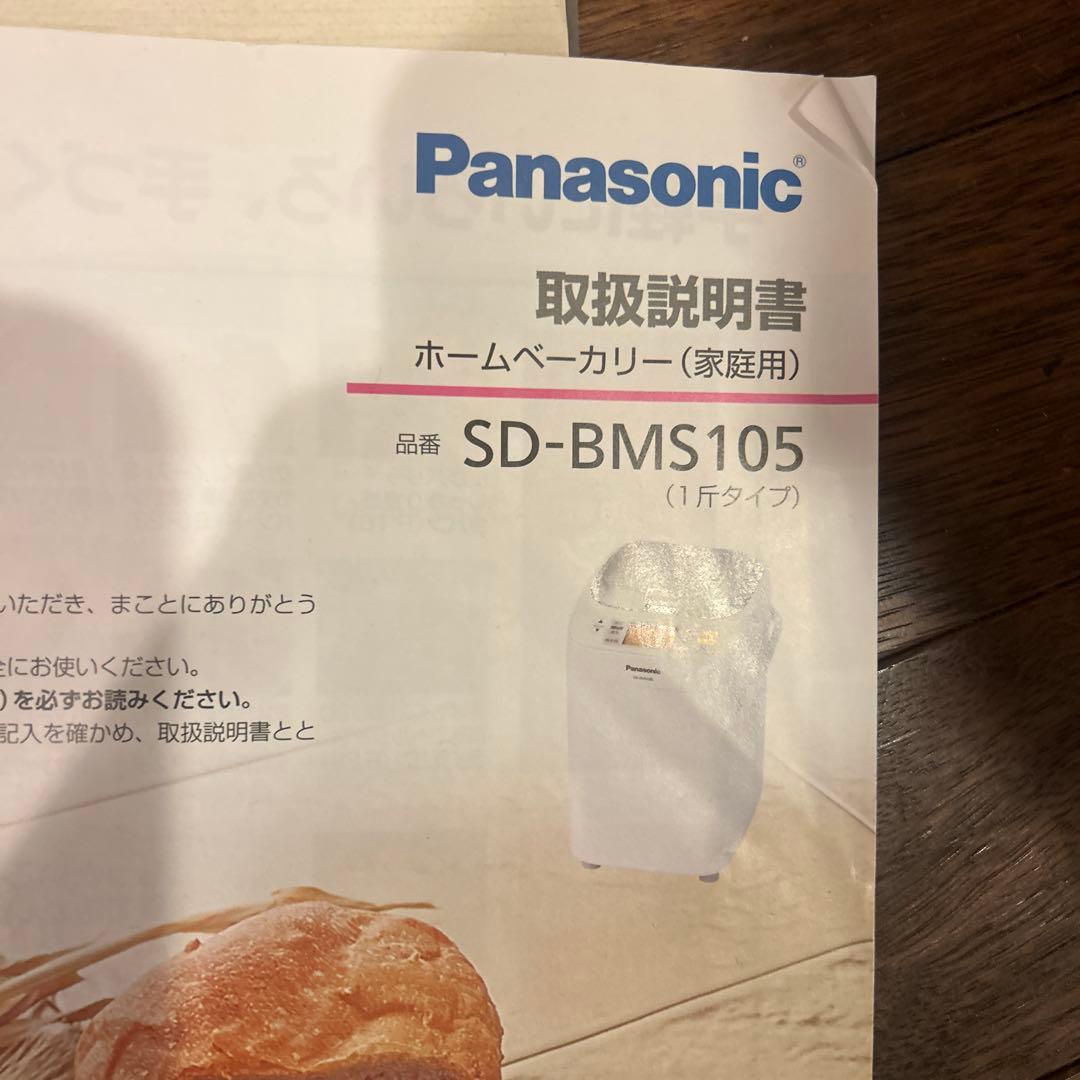 Panasonic®
取扱説明書
ホームベーカリー(家庭用)
品番 SD-BMS105
(1斤タイプ)
いただき、まことにありがとう
にお使いください。
)を必ずお読みください。
記入を確かめ、取扱説明書とと
Panasonic